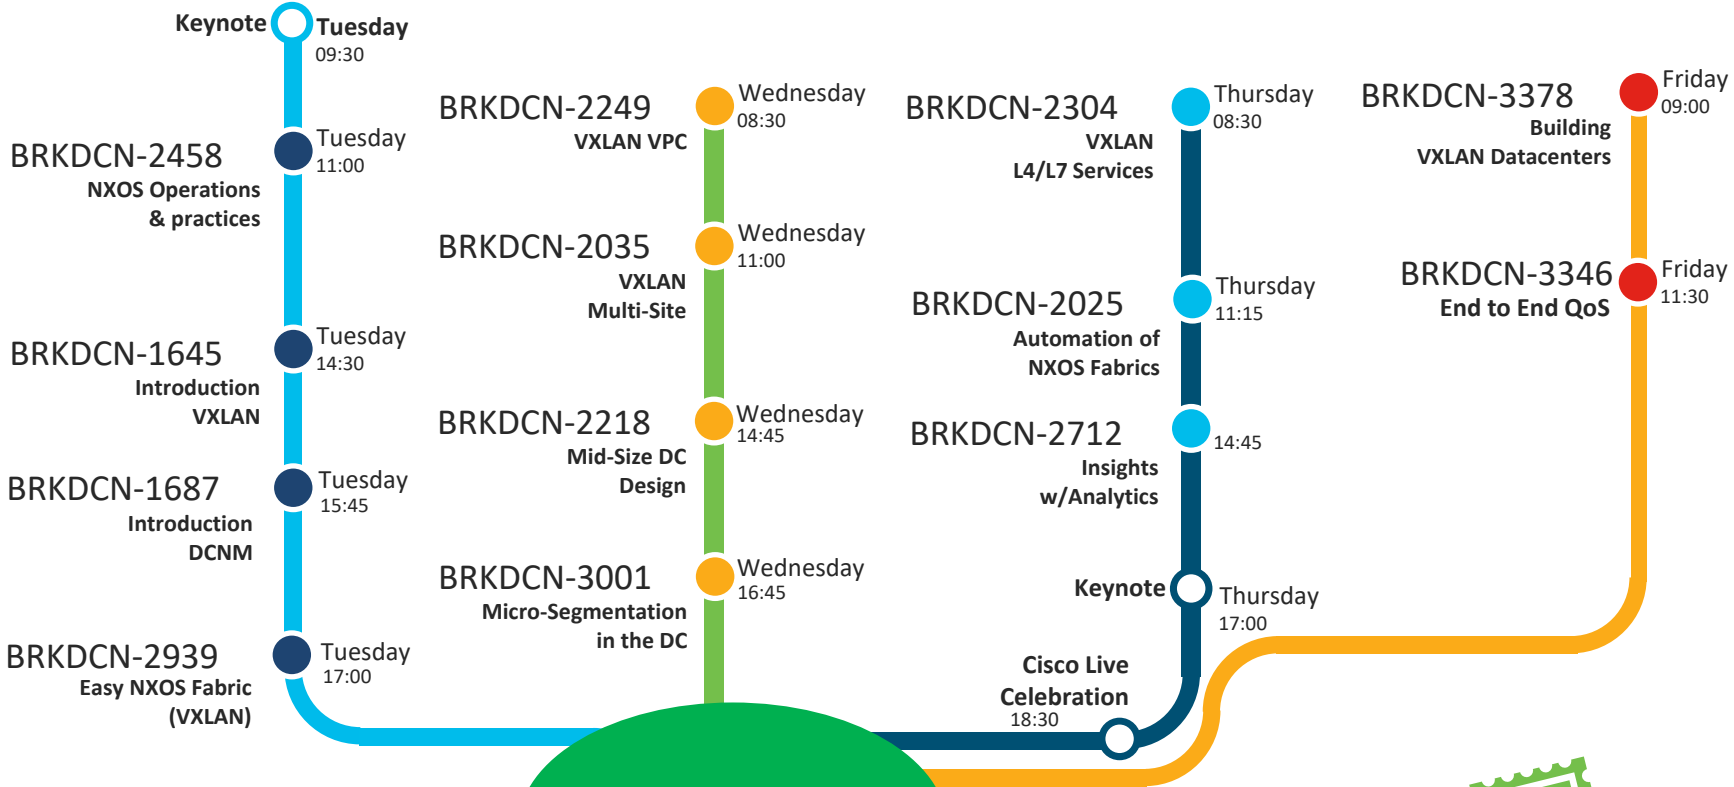 Keynote
Tuesday
09:30
BRKDCN-2458
NXOS Operations
& practices
Tuesday
11:00
BRKDCN-1645
Introduction
VXLAN
Tuesday
14:30
BRKDCN-1687
Introduction
DCNM
Tuesday
15:45
BRKDCN-2939
Easy NXOS Fabric
(VXLAN)
Tuesday
17:00
BRKDCN-2249
VXLAN VPC
Wednesday
08:30
BRKDCN-2035
VXLAN
Multi-Site
Wednesday
11:00
BRKDCN-2218
Mid-Size DC
Design
Wednesday
14:45
BRKDCN-3001
Micro-Segmentation
in the DC
Wednesday
16:45
BRKDCN-2304
VXLAN
L4/L7 Services
Thursday
08:30
BRKDCN-2025
Automation of
NXOS Fabrics
Thursday
11:15
BRKDCN-2712
Insights
w/Analytics
14:45
Keynote
Thursday
17:00
Cisco Live
Celebration
18:30
BRKDCN-3378
Building
VXLAN Datacenters
Friday
09:00
BRKDCN-3346
End to End QoS
Friday
11:30